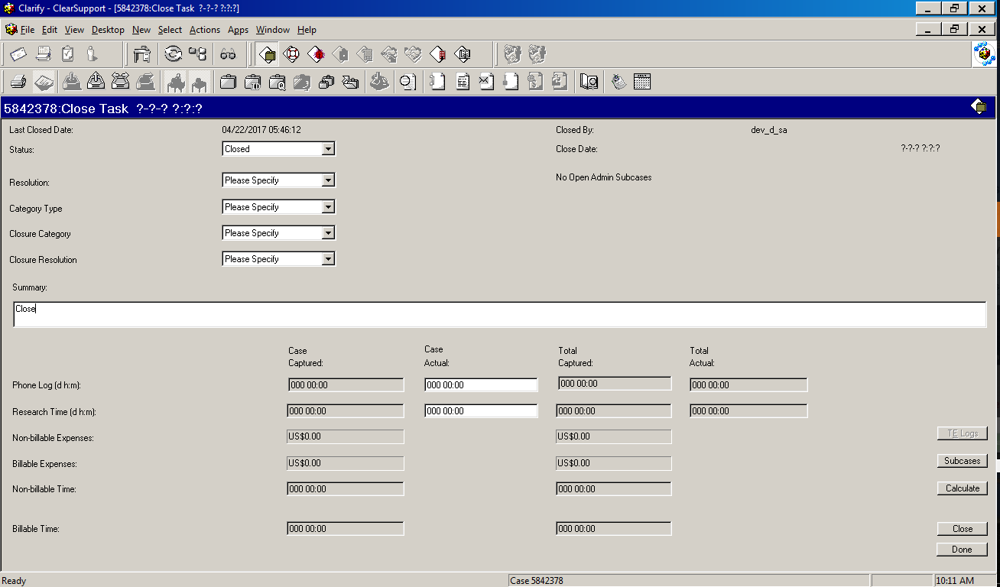 Clarify - ClearSupport - [5842378:Close Task ?-?-? ?:?:?]
File Edit View Desktop New Select Actions Apps Window Help
5842378:Close Task ?-?-? ?:?:?
Last Closed Date: 04/22/2017 05:46:12 Closed By: dev_d_sa
Status: Closed Close Date: ?-?-? ?:?:?
Resolution: Please Specify No Open Admin Subcases
Category Type Please Specify
Closure Category Please Specify
Closure Resolution Please Specify
Summary:
Close
Case Case Total Total
Captured: Actual: Captured: Actual:
Phone Log (d h:m): 000 00:00 000 00:00 000 00:00 000 00:00
Research Time (d h:m): 000 00:00 000 00:00 000 00:00 000 00:00
Non-billable Expenses: US$0.00 US$0.00 TE Logs
Billable Expenses: US$0.00 US$0.00 Subcases
Non-billable Time: 000 00:00 000 00:00 Calculate
Billable Time: 000 00:00 000 00:00 Close
Done
Ready Case 5842378 10:11 AM